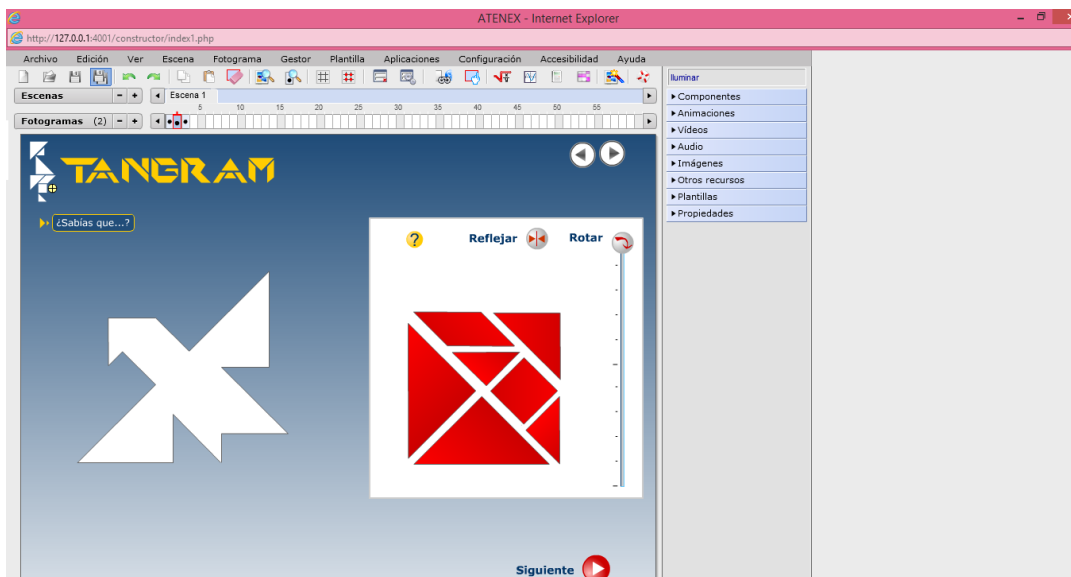 ATENEX - Internet Explorer
http://127.0.0.1:4001/constructor/index1.php
Archivo Edición Ver Escena Fotograma Gestor Plantilla Aplicaciones Configuración Accesibilidad Ayuda
Iluminar
Escenas - + Escena 1
Componentes
5 10 15 20 25 30 35 40 45 50 55
Animaciones
Fotogramas (2) - +
Vídeos
Audio
Imágenes
Otros recursos
Plantillas
Propiedades
TANGRAM
¿Sabías que...?
? Reflejar Rotar
Siguiente